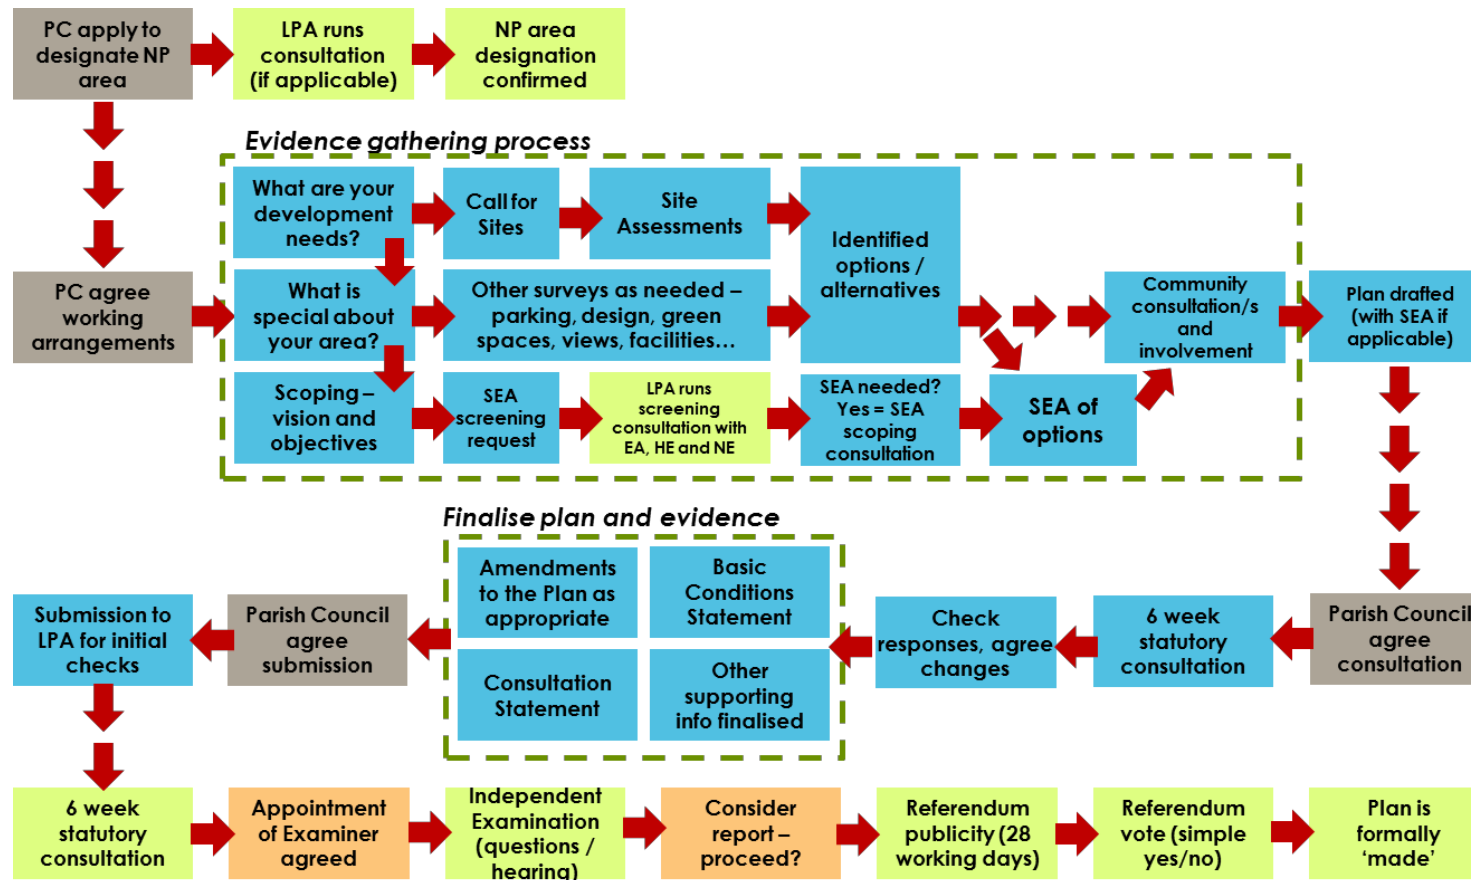 PC apply to
designate NP
area
LPA runs
consultation
(if applicable)
NP area
designation
confirmed
Evidence gathering process
What are your
development
needs?
Call for
Sites
Site
Assessments
Identified
options /
alternatives
PC agree
working
arrangements
What is
special about
your area?
Other surveys as needed –
parking, design, green
spaces, views, facilities…
Community
consultation/s
and
involvement
Plan drafted
(with SEA if
applicable)
Scoping –
vision and
objectives
SEA
screening
request
LPA runs
screening
consultation with
EA, HE and NE
SEA needed?
Yes = SEA
scoping
consultation
SEA of
options
Finalise plan and evidence
Submission to
LPA for initial
checks
Parish Council
agree
submission
Amendments
to the Plan as
appropriate
Basic
Conditions
Statement
Consultation
Statement
Other
supporting
info finalised
Check
responses, agree
changes
6 week
statutory
consultation
Parish Council
agree
consultation
6 week
statutory
consultation
Appointment
of Examiner
agreed
Independent
Examination
(questions /
hearing)
Consider
report –
proceed?
Referendum
publicity (28
working days)
Referendum
vote (simple
yes/no)
Plan is
formally
‘made’